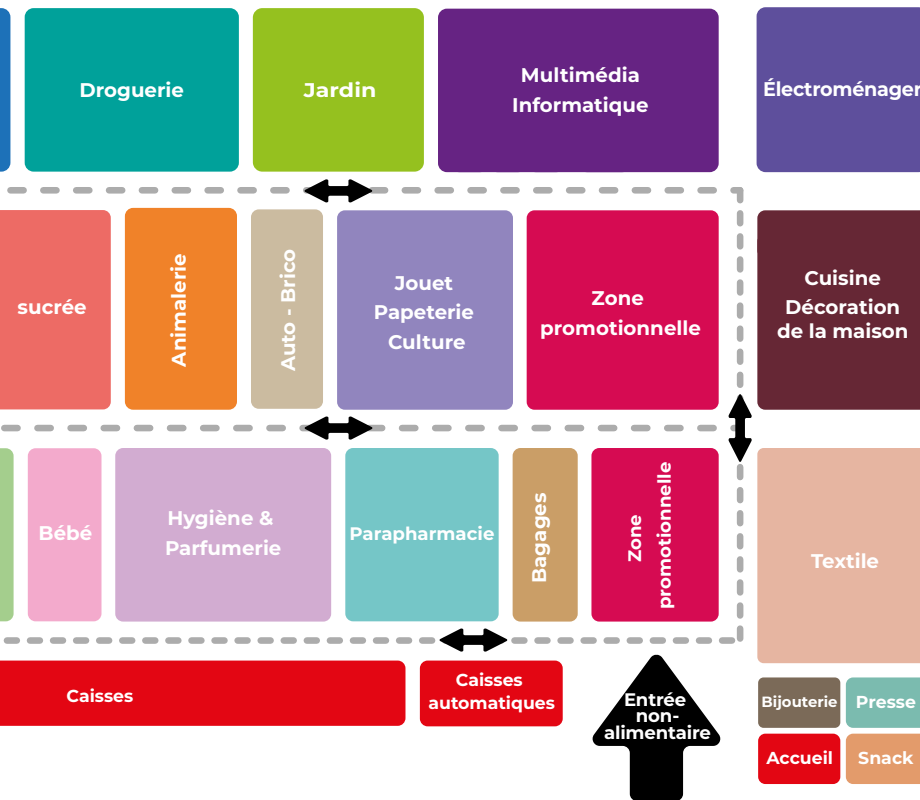 Droguerie
Jardin
Multimédia
Informatique
Électroménager
sucrée
Animalerie
Auto - Brico
Jouet
Papeterie
Culture
Zone
promotionnelle
Cuisine
Décoration
de la maison
Bébé
Hygiène &
Parfumerie
Parapharmacie
Bagages
Zone
promotionnelle
Textile
Caisses
Caisses
automatiques
Entrée
non-
alimentaire
Bijouterie
Presse
Accueil
Snack